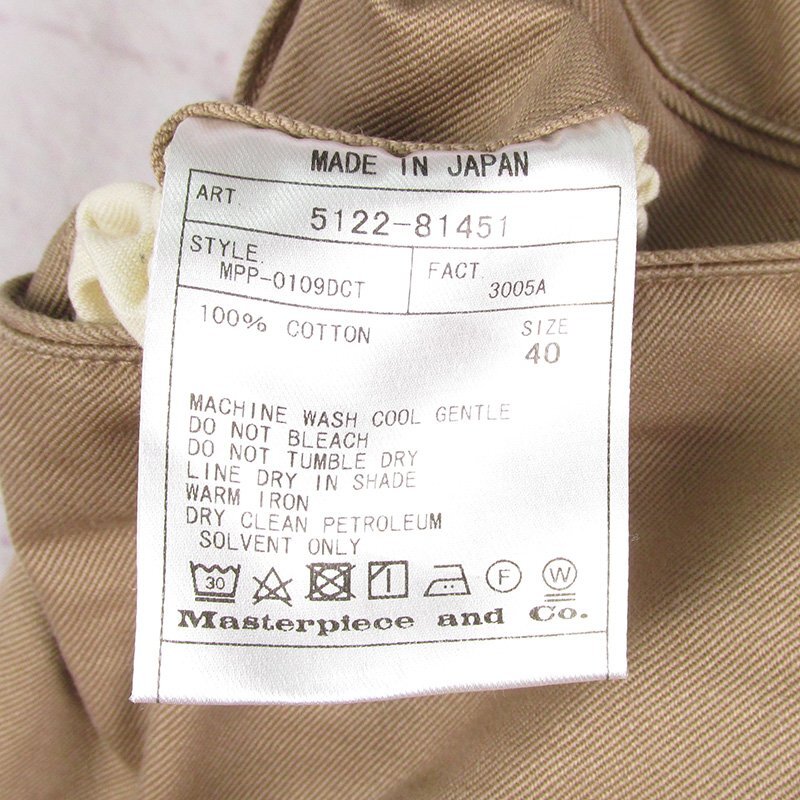 MADE IN JAPAN
ART. 5122-81451
STYLE. FACT.
MPP-0109DCT 3005A
100% COTTON SIZE
40
MACHINE WASH COOL GENTLE
DO NOT BLEACH
DO NOT TUMBLE DRY
LINE DRY IN SHADE
WARM IRON
DRY CLEAN PETROLEUM
SOLVENT ONLY
30 F W
Masterpiece and Co.